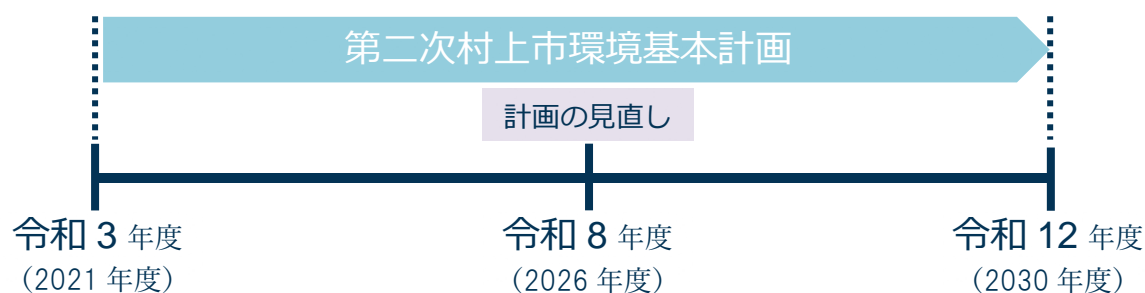 第二次村上市環境基本計画
計画の見直し
令和 3 年度
（2021 年度）
令和 8 年度
（2026 年度）
令和 12 年度
（2030 年度）